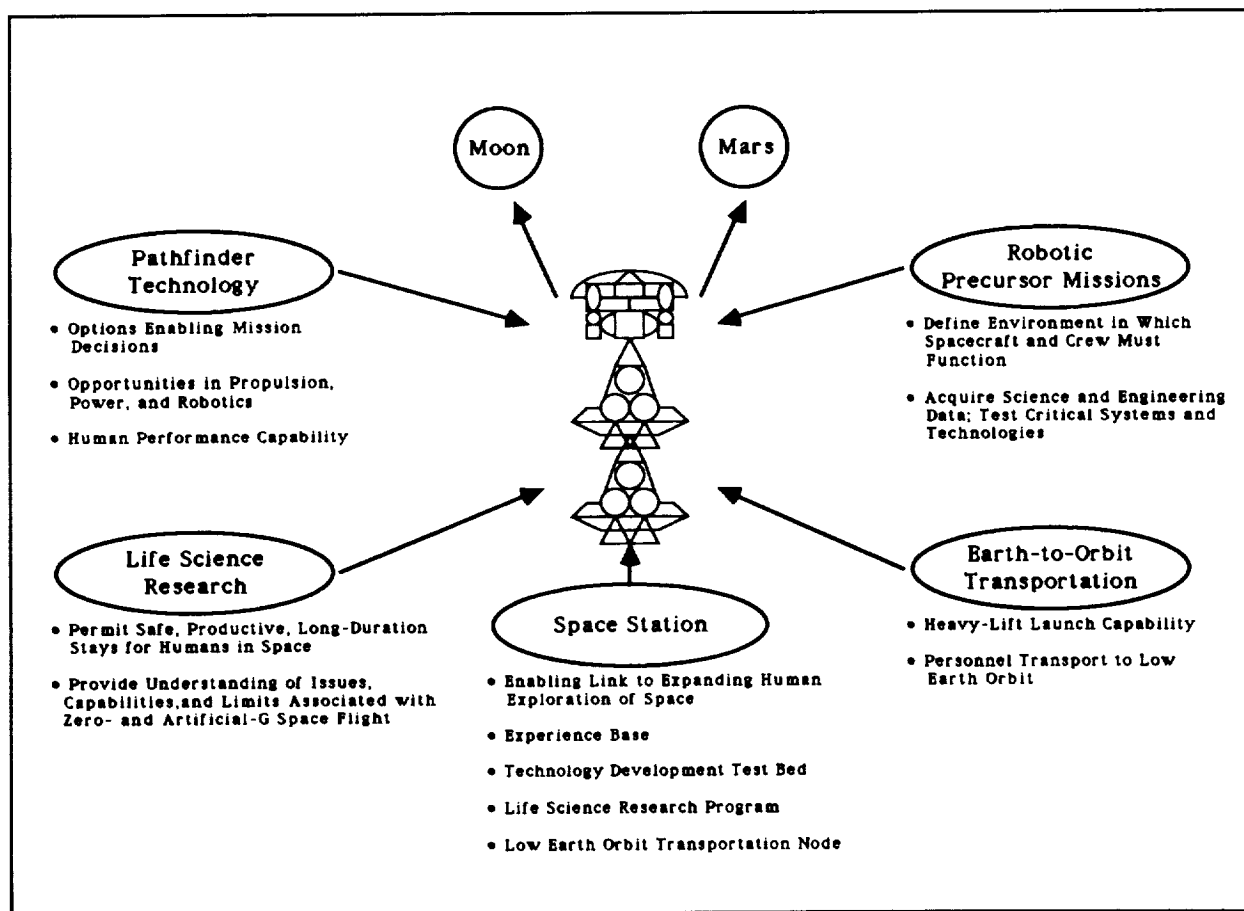 Moon
Mars
Pathfinder
Technology
• Options Enabling Mission
Decisions
• Opportunities in Propulsion,
Power, and Robotics
• Human Performance Capability
Robotic
Precursor Missions
• Define Environment in Which
Spacecraft and Crew Must
Function
• Acquire Science and Engineering
Data; Test Critical Systems and
Technologies
Life Science
Research
• Permit Safe, Productive, Long-Duration
Stays for Humans in Space
• Provide Understanding of Issues,
Capabilities,and Limits Associated with
Zero- and Artificial-G Space Flight
Space Station
• Enabling Link to Expanding Human
Exploration of Space
• Experience Base
• Technology Development Test Bed
• Life Science Research Program
• Low Earth Orbit Transportation Node
Earth-to-Orbit
Transportation
• Heavy-Lift Launch Capability
• Personnel Transport to Low
Earth Orbit